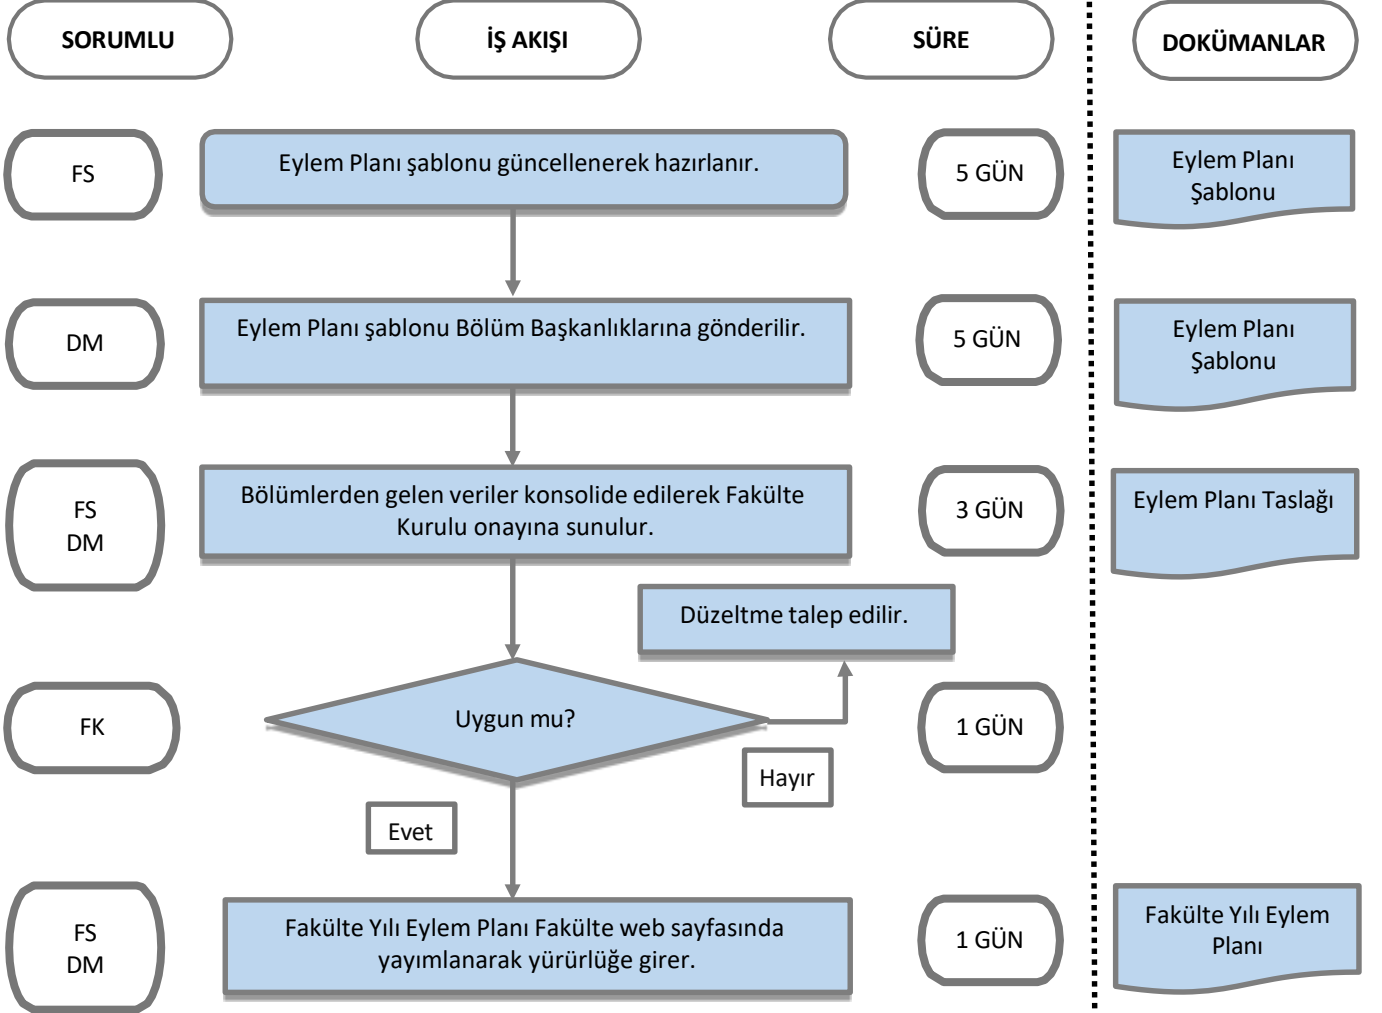 SORUMLU
İŞ AKIŞI
SÜRE
DOKÜMANLAR
FS
Eylem Planı şablonu güncellenerek hazırlanır.
5 GÜN
Eylem Planı
Şablonu
DM
Eylem Planı şablonu Bölüm Başkanlıklarına gönderilir.
5 GÜN
Eylem Planı
Şablonu
FS
DM
Bölümlerden gelen veriler konsolide edilerek Fakülte
Kurulu onayına sunulur.
3 GÜN
Eylem Planı Taslağı
Düzeltme talep edilir.
FK
Uygun mu?
1 GÜN
Hayır
Evet
FS
DM
Fakülte Yılı Eylem Planı Fakülte web sayfasında
yayımlanarak yürürlüğe girer.
1 GÜN
Fakülte Yılı Eylem
Planı